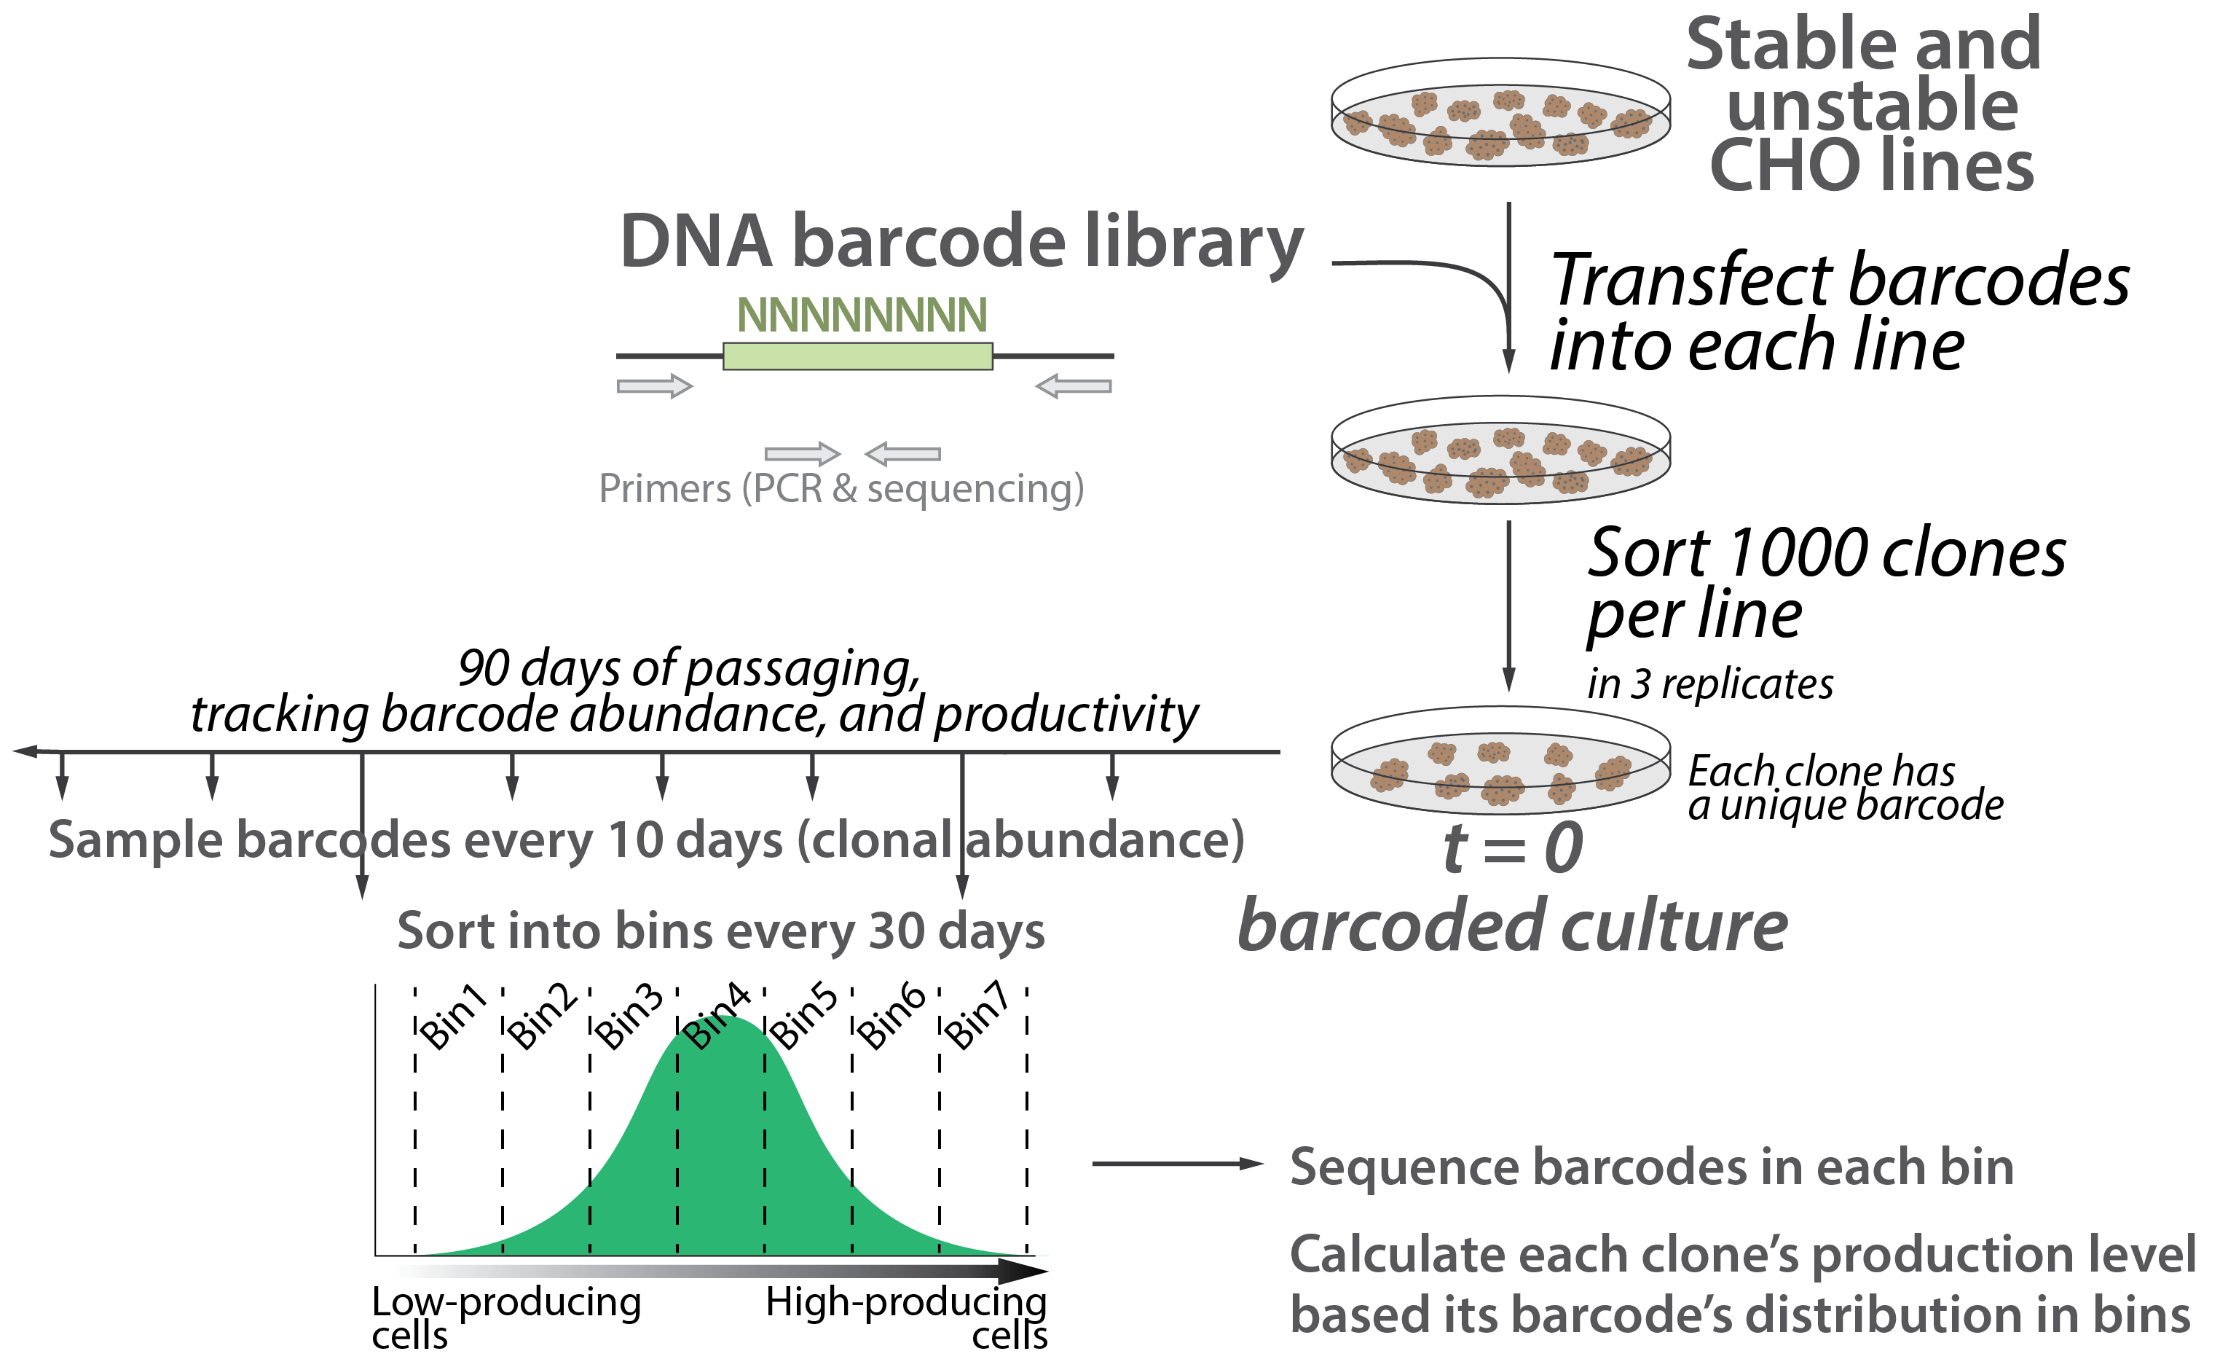 Stable and
unstable
CHO lines
DNA barcode library
NNNNNNNN
Primers (PCR & sequencing)
Transfect barcodes
into each line
Sort 1000 clones
per line
in 3 replicates
Each clone has
a unique barcode
t = 0
barcoded culture
90 days of passaging,
tracking barcode abundance, and productivity
Sample barcodes every 10 days (clonal abundance)
Sort into bins every 30 days
Bin1
Bin2
Bin3
Bin4
Bin5
Bin6
Bin7
Low-producing
cells
High-producing
cells
Sequence barcodes in each bin
Calculate each clone’s production level
based its barcode’s distribution in bins